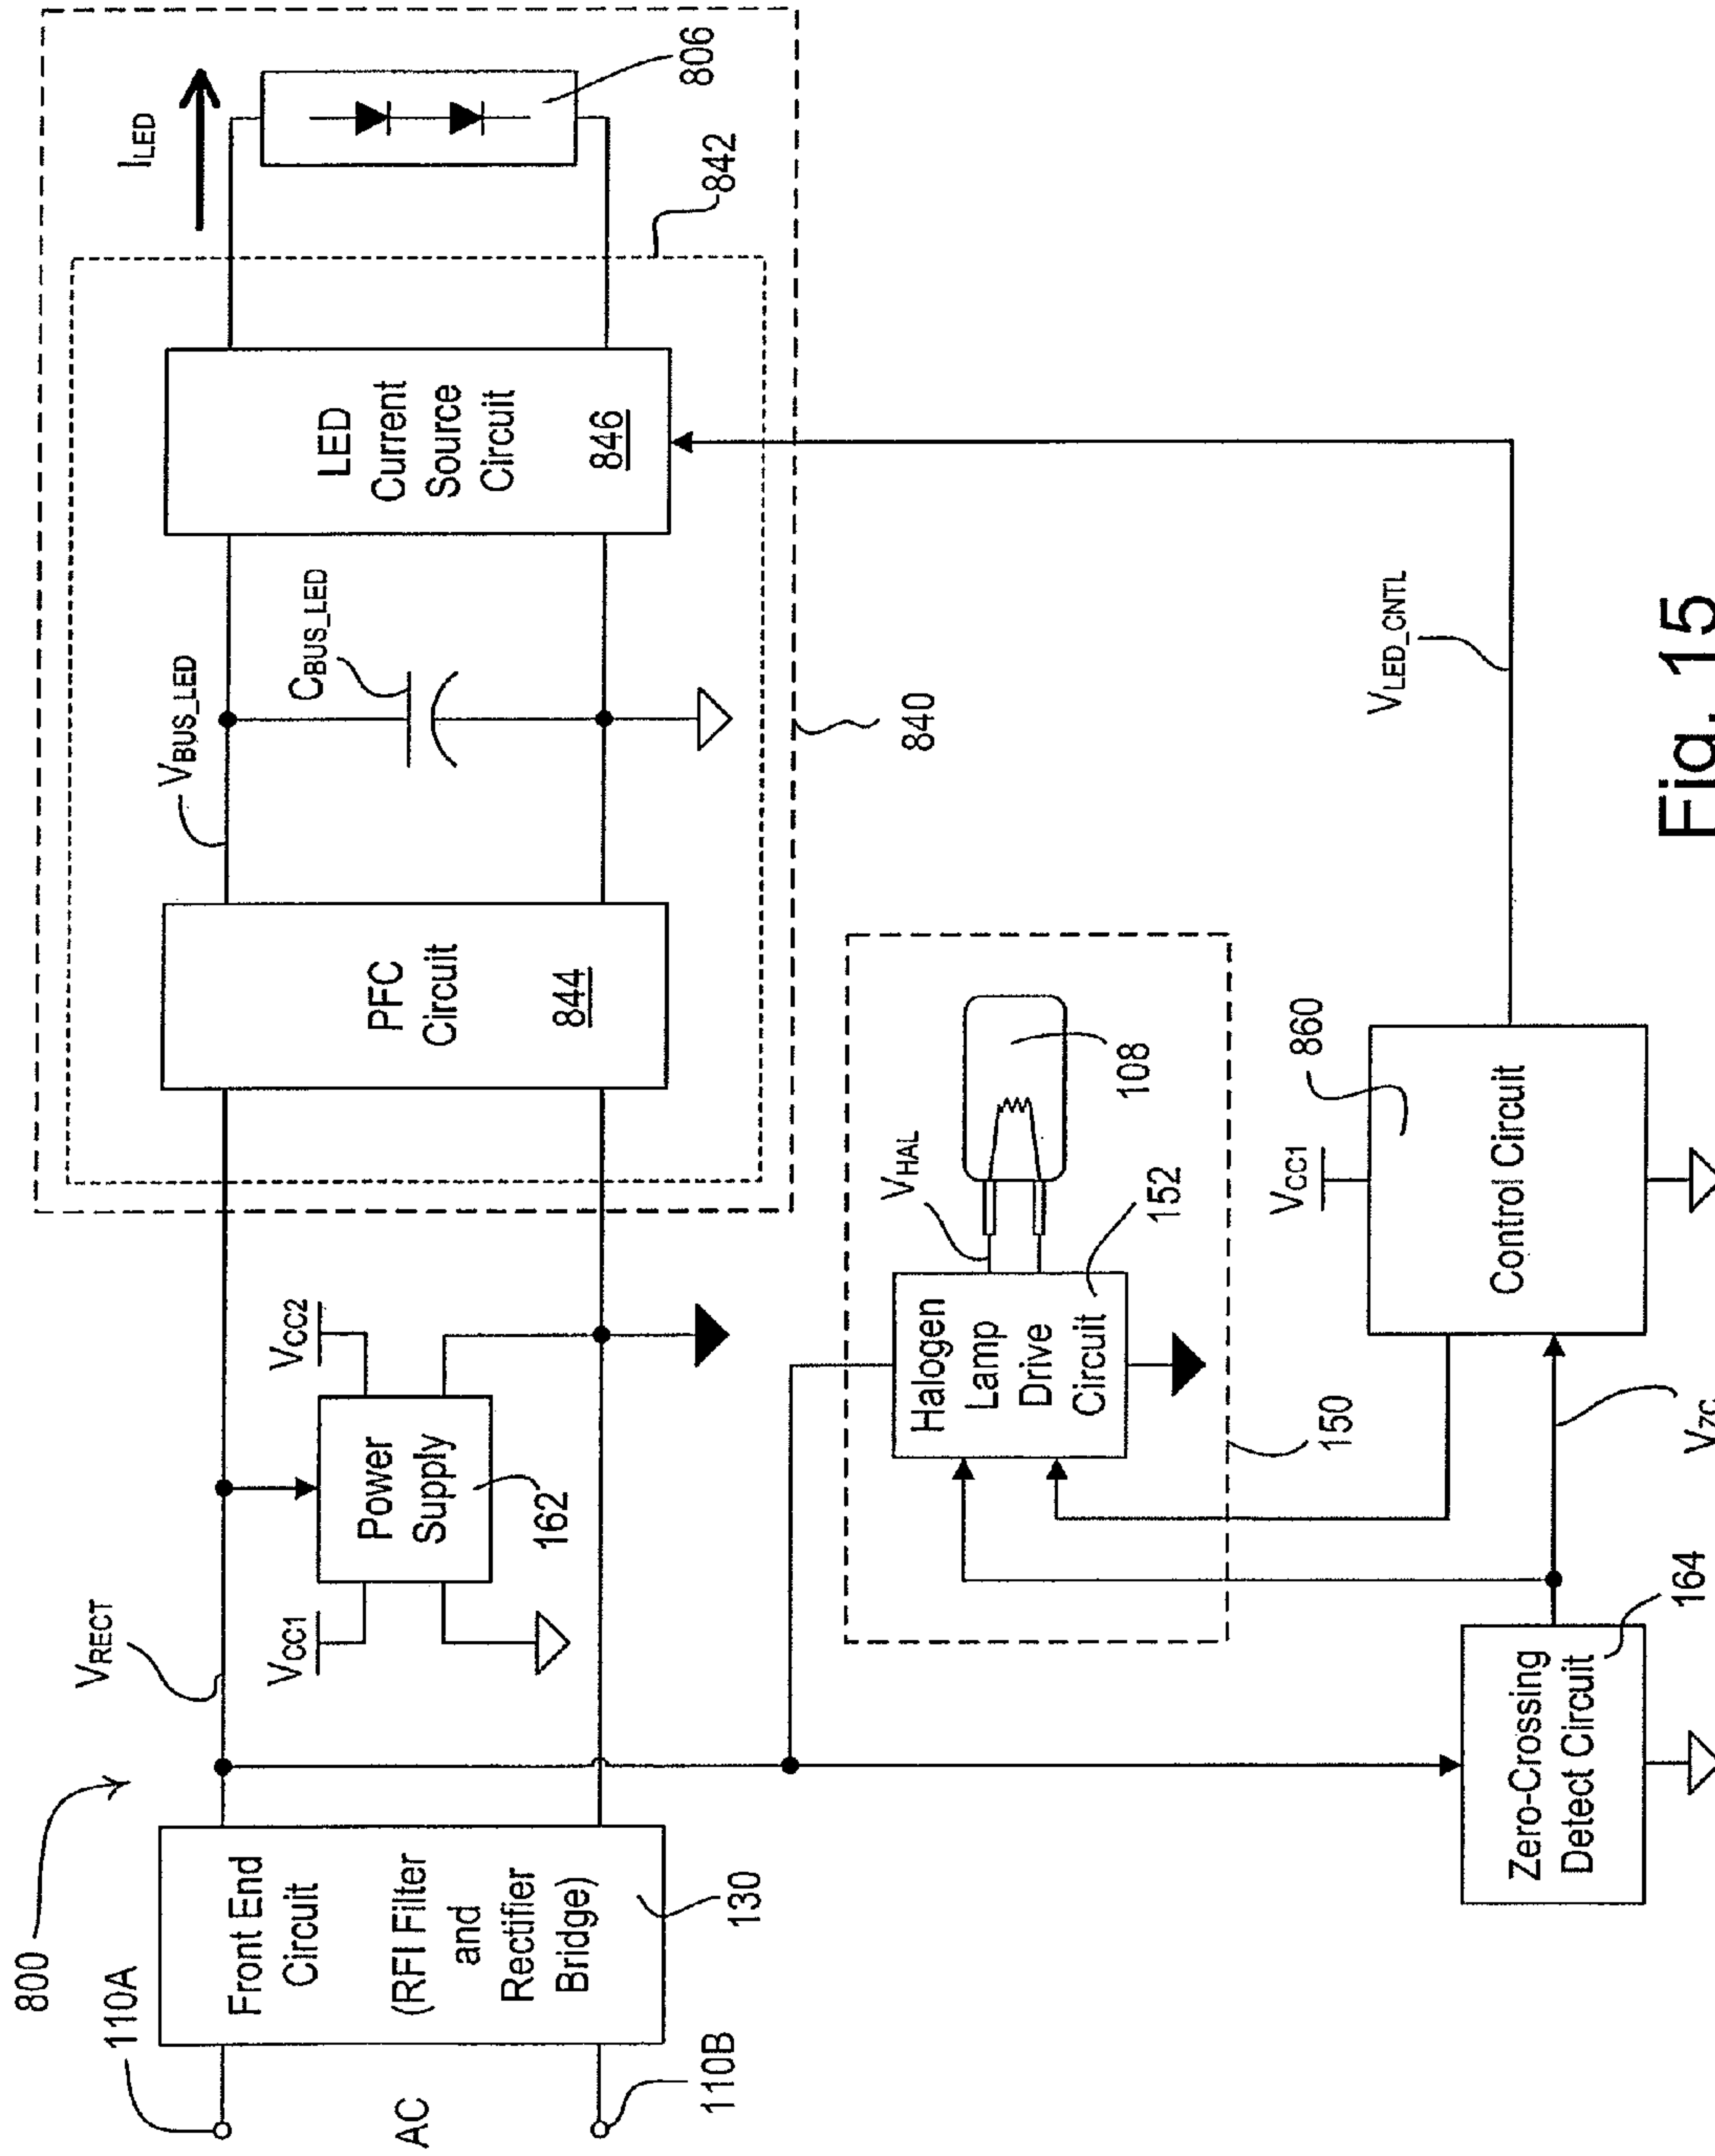 800
110A
AC
110B
Front End
Circuit
(RFI Filter
and
Rectifier
Bridge)
130
VRECT
VCC1
VCC2
Power
Supply
162
PFC
Circuit
844
VBUS_LED
CBUS_LED
LED
Current
Source
Circuit
846
ILED
806
842
840
Halogen
Lamp
Drive
Circuit
152
VHAL
108
150
Zero-Crossing
Detect Circuit
164
VZC
VCC1
860
Control Circuit
VLED_CNTL
Fig. 15